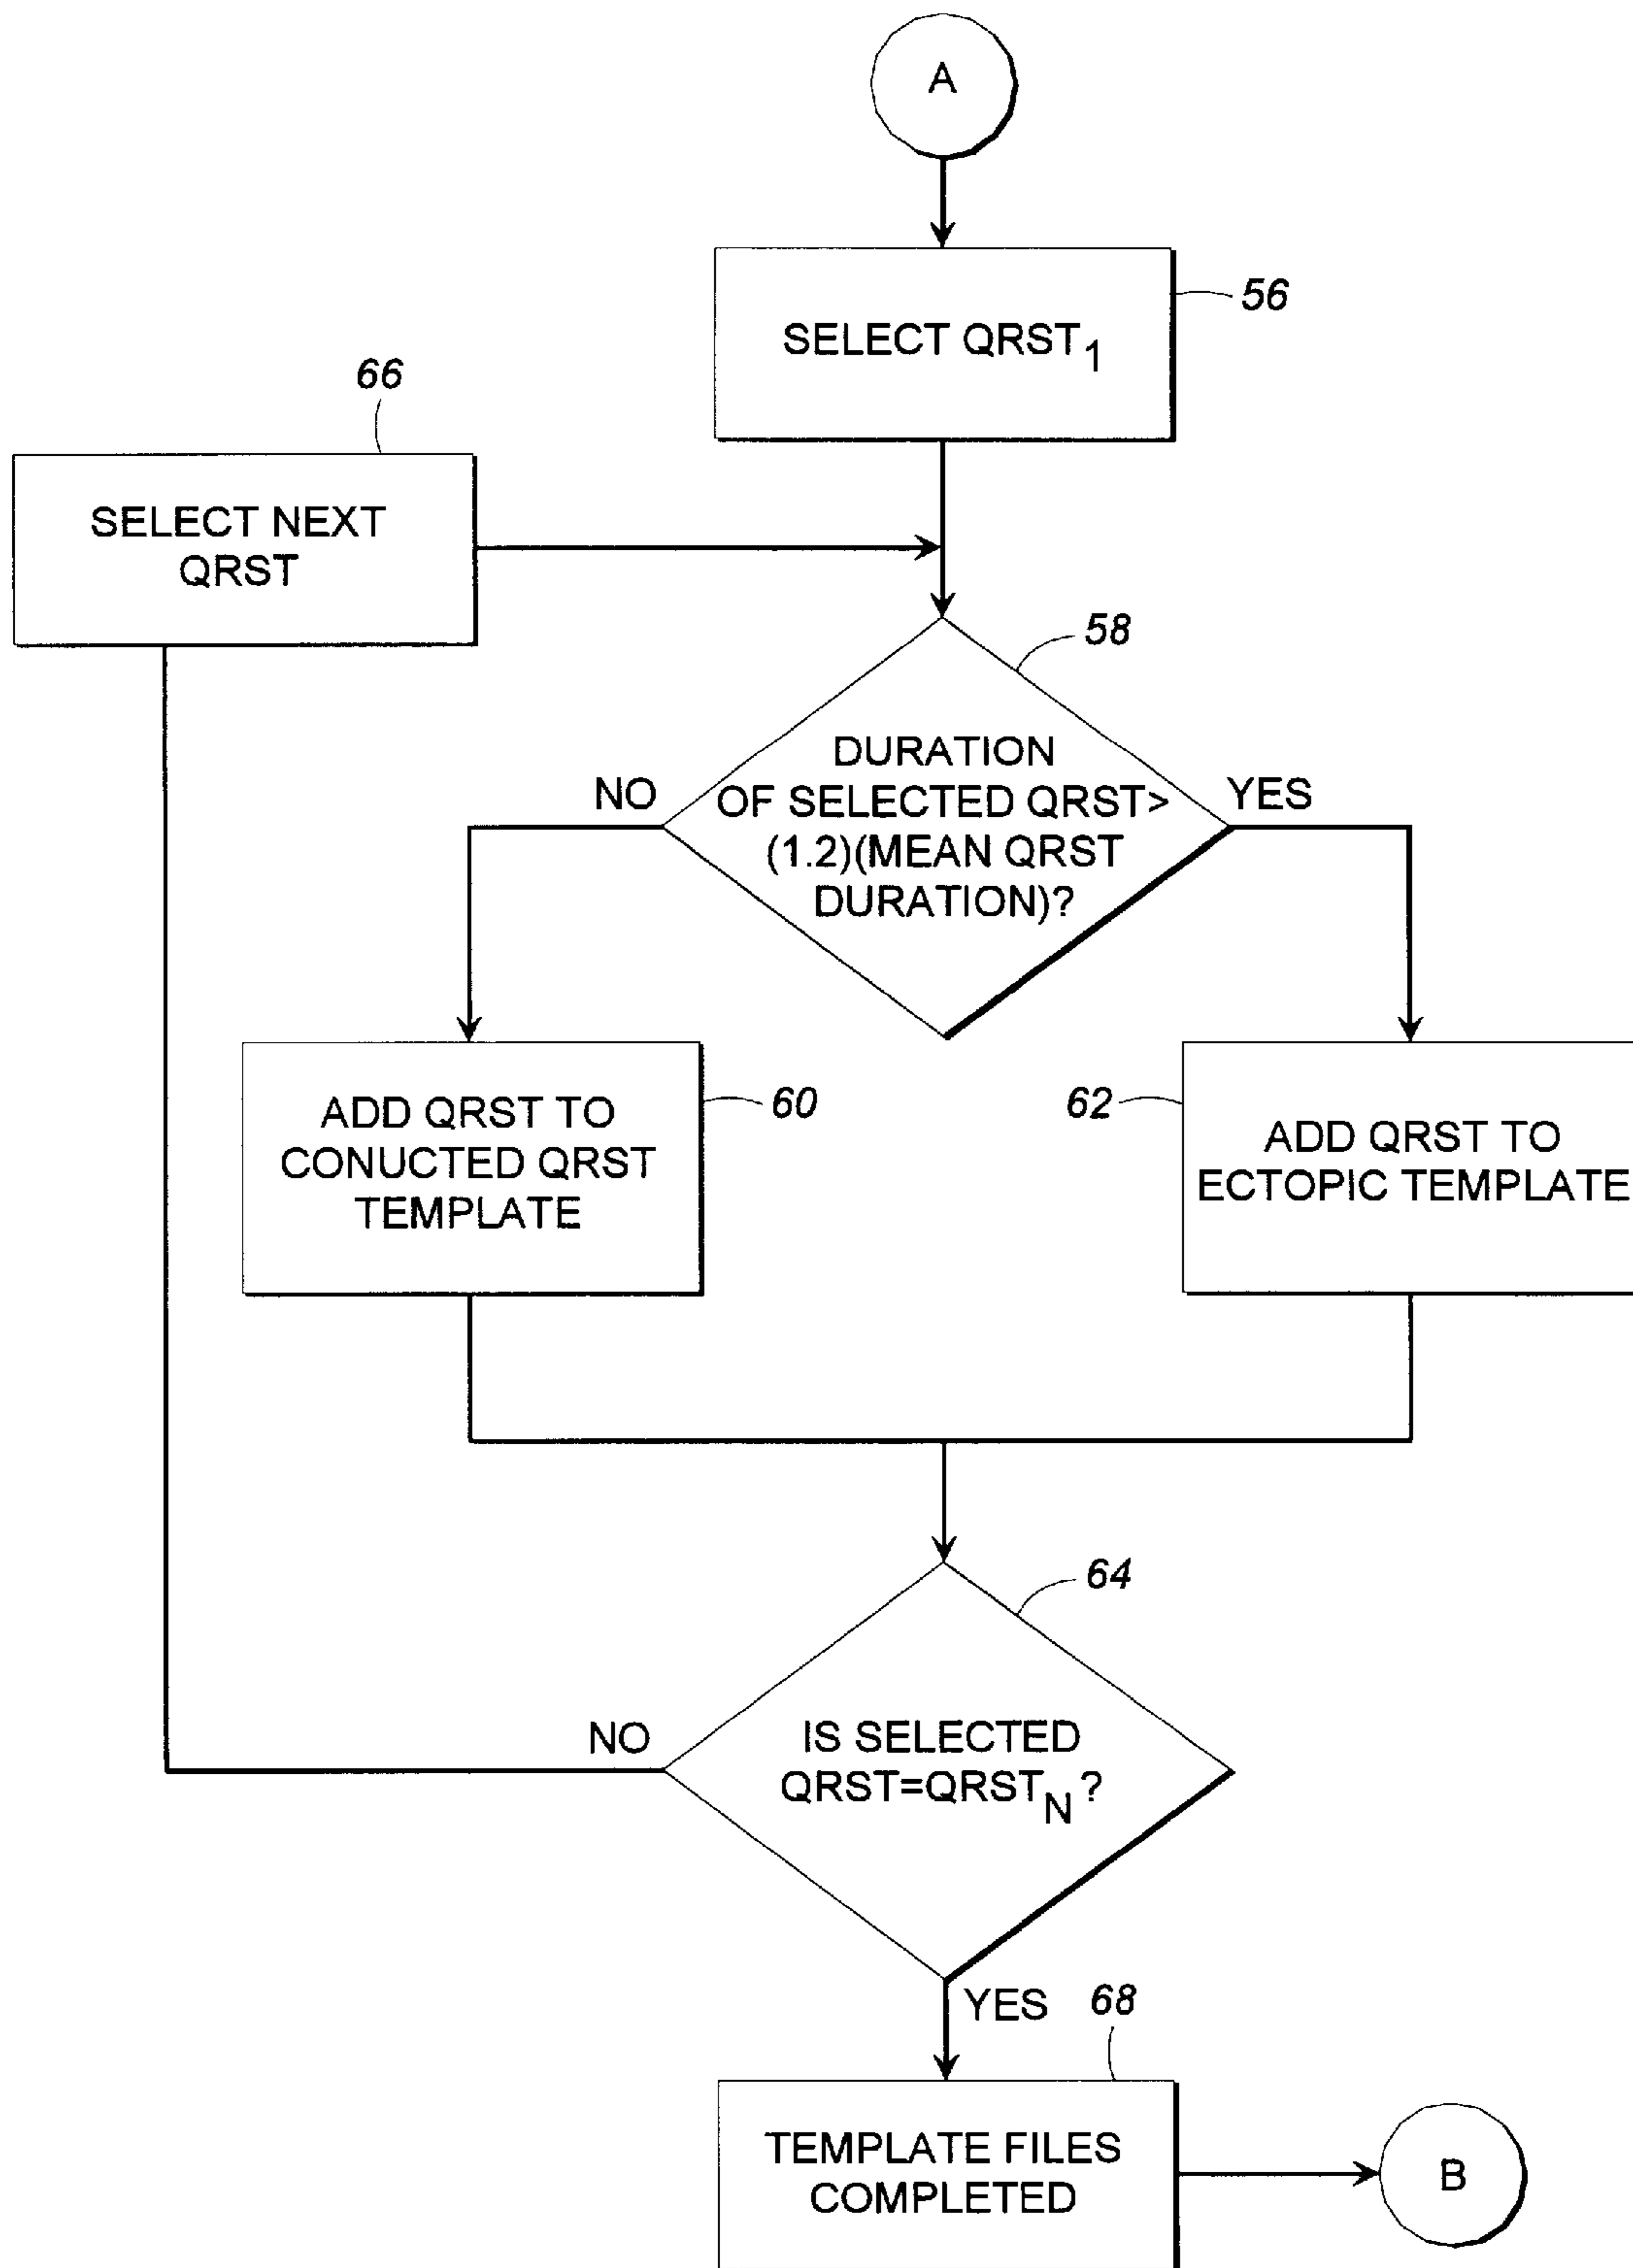 A
SELECT QRST1
56
66
SELECT NEXT
QRST
58
DURATION
OF SELECTED QRST>
(1.2)(MEAN QRST
DURATION)?
NO
YES
ADD QRST TO
CONUCTED QRST
TEMPLATE
60
62
ADD QRST TO
ECTOPIC TEMPLATE
64
IS SELECTED
QRST=QRSTN?
NO
YES
68
TEMPLATE FILES
COMPLETED
B